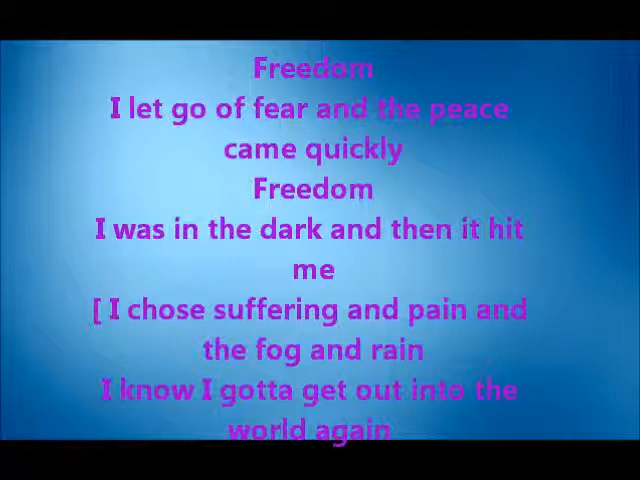 Freedom
I let go of fear and the peace
came quickly
Freedom
I was in the dark and then it hit
me
[ I chose suffering and pain and
the fog and rain
I know I gotta get out into the
world again